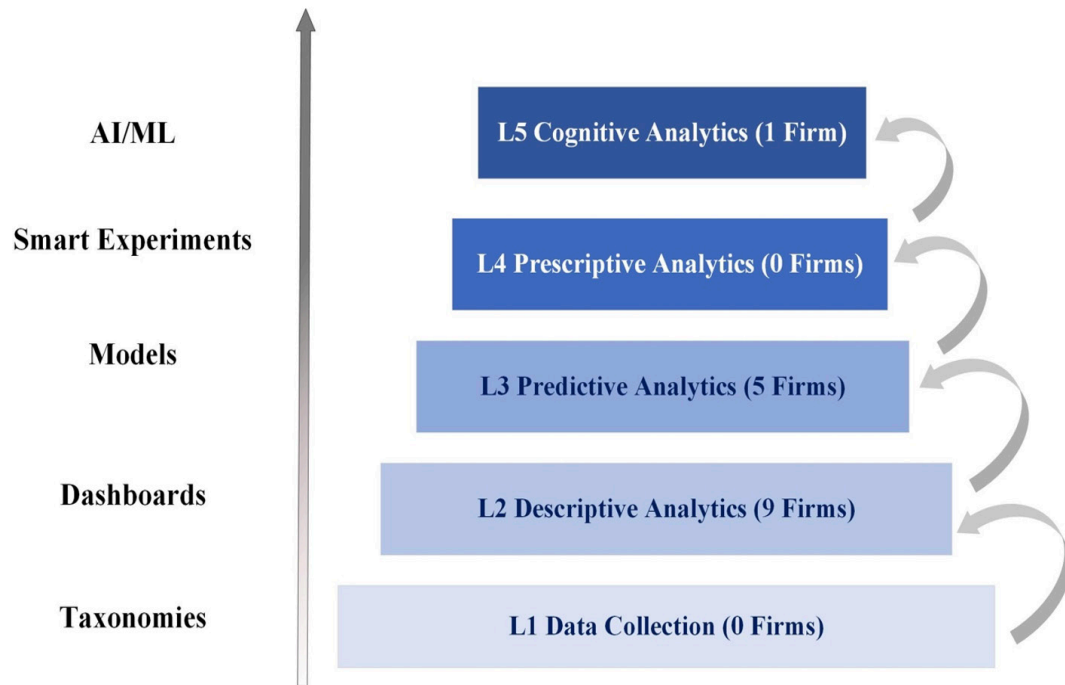 AI/ML
L5 Cognitive Analytics (1 Firm)
Smart Experiments
L4 Prescriptive Analytics (0 Firms)
Models
L3 Predictive Analytics (5 Firms)
Dashboards
L2 Descriptive Analytics (9 Firms)
Taxonomies
L1 Data Collection (0 Firms)